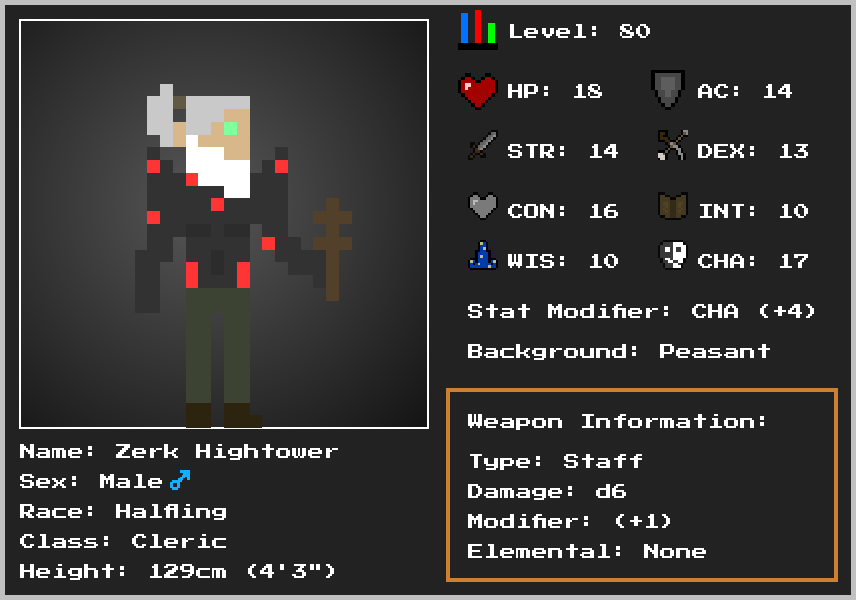 Level: 80
HP: 18 AC: 14
STR: 14 DEX: 13
CON: 16 INT: 10
WIS: 10 CHA: 17
Stat Modifier: CHA (+4)
Background: Peasant
Weapon Information:
Type: Staff
Damage: d6
Modifier: (+1)
Elemental: None
Name: Zerk Hightower
Sex: Male ♂
Race: Halfling
Class: Cleric
Height: 129cm (4'3")